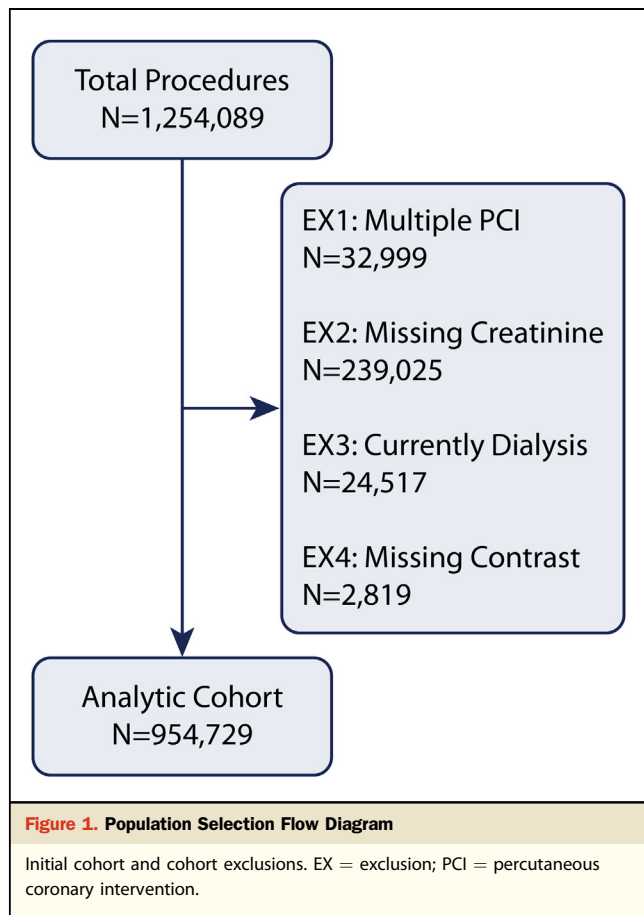 Total Procedures
N=1,254,089
EX1: Multiple PCI
N=32,999
EX2: Missing Creatinine
N=239,025
EX3: Currently Dialysis
N=24,517
EX4: Missing Contrast
N=2,819
Analytic Cohort
N=954,729
Figure 1. Population Selection Flow Diagram
Initial cohort and cohort exclusions. EX = exclusion; PCI = percutaneous
coronary intervention.